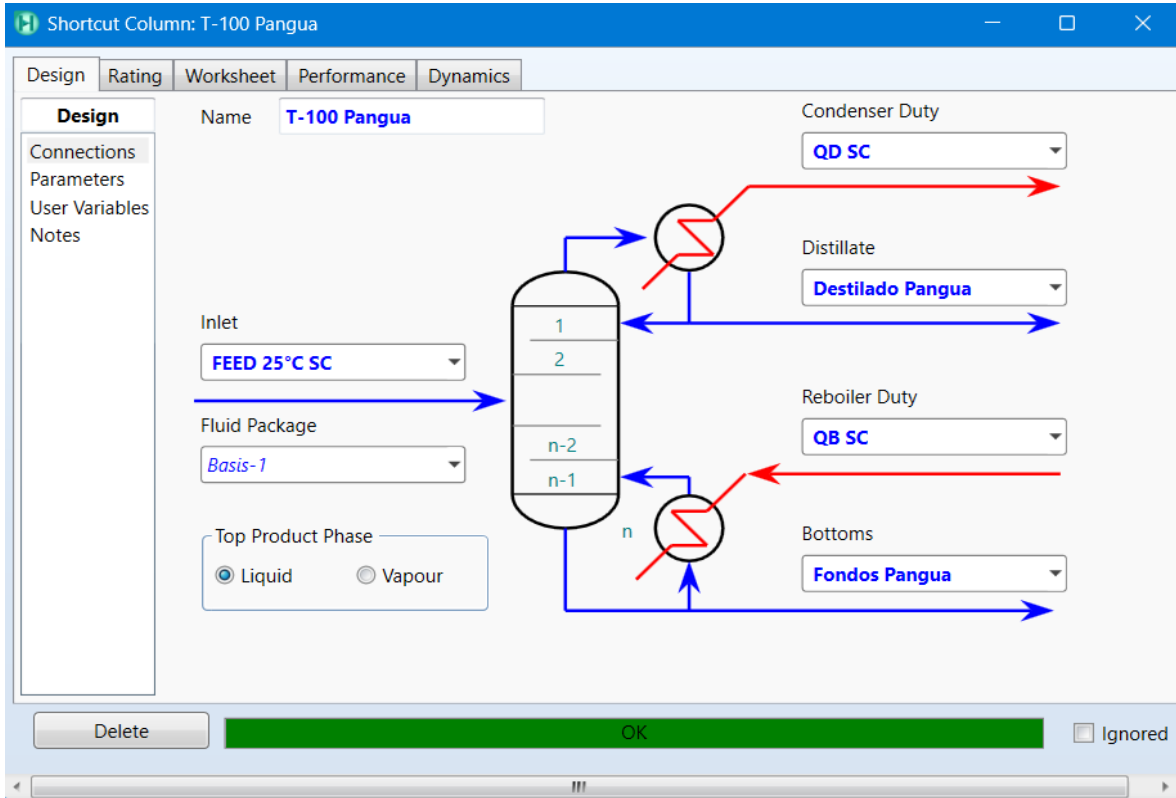 Shortcut Column: T-100 Pangua
Design
Rating
Worksheet
Performance
Dynamics
Design
Connections
Parameters
User Variables
Notes
Name
T-100 Pangua
Condenser Duty
QD SC
Distillate
Destilado Pangua
Inlet
FEED 25°C SC
Fluid Package
Basis-1
1
2
n-2
n-1
n
Reboiler Duty
QB SC
Top Product Phase
Liquid
Vapour
Bottoms
Fondos Pangua
Delete
OK
Ignored